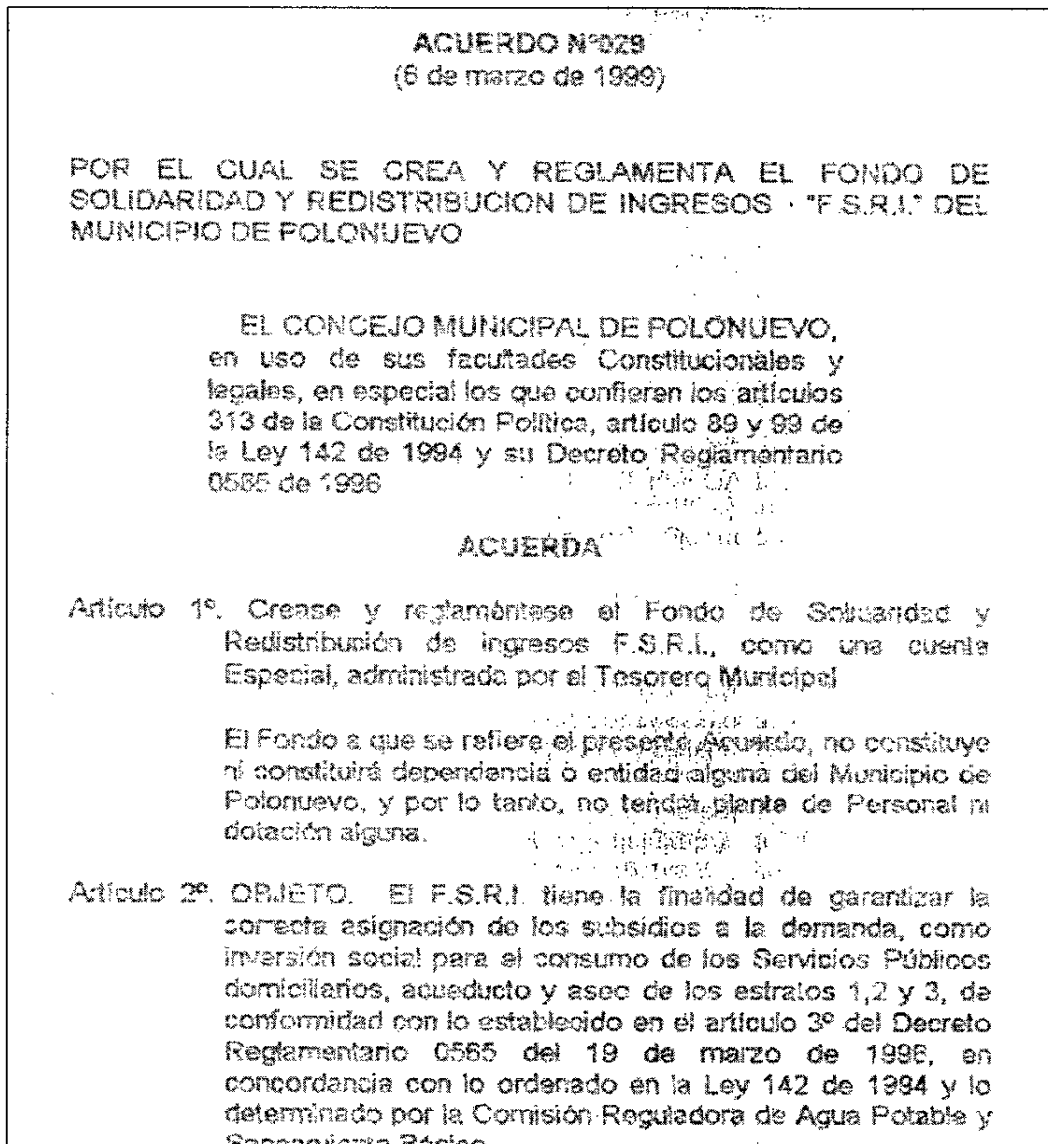 ACUERDO Nº029
(6 de marzo de 1999)
POR EL CUAL SE CREA Y REGLAMENTA EL FONDO DE
SOLIDARIDAD Y REDISTRIBUCION DE INGRESOS - "F.S.R.I." DEL
MUNICIPIO DE POLONUEVO
EL CONCEJO MUNICIPAL DE POLONUEVO,
en uso de sus facultades Constitucionales y
legales, en especial los que confieren los artículos
313 de la Constitución Política, artículo 89 y 99 de
la Ley 142 de 1994 y su Decreto Reglamentario
0565 de 1996
ACUERDA
Artículo 1º. Crease y reglaméntese el Fondo de Solidaridad y
Redistribución de ingresos F.S.R.I., como una cuenta
Especial, administrada por el Tesorero Municipal
El Fondo a que se refiere el presente Acuerdo, no constituye
ni constituirá dependencia o entidad alguna del Municipio de
Polonuevo, y por lo tanto, no tendrá planta de Personal ni
dotación alguna.
Artículo 2º. OBJETO. El F.S.R.I. tiene la finalidad de garantizar la
correcta asignación de los subsidios a la demanda, como
inversión social para el consumo de los Servicios Públicos
domiciliarios, acueducto y aseo de los estratos 1,2 y 3, de
conformidad con lo establecido en el artículo 3º del Decreto
Reglamentario 0565 del 19 de marzo de 1996, en
concordancia con lo ordenado en la Ley 142 de 1994 y lo
determinado por la Comisión Reguladora de Agua Potable y